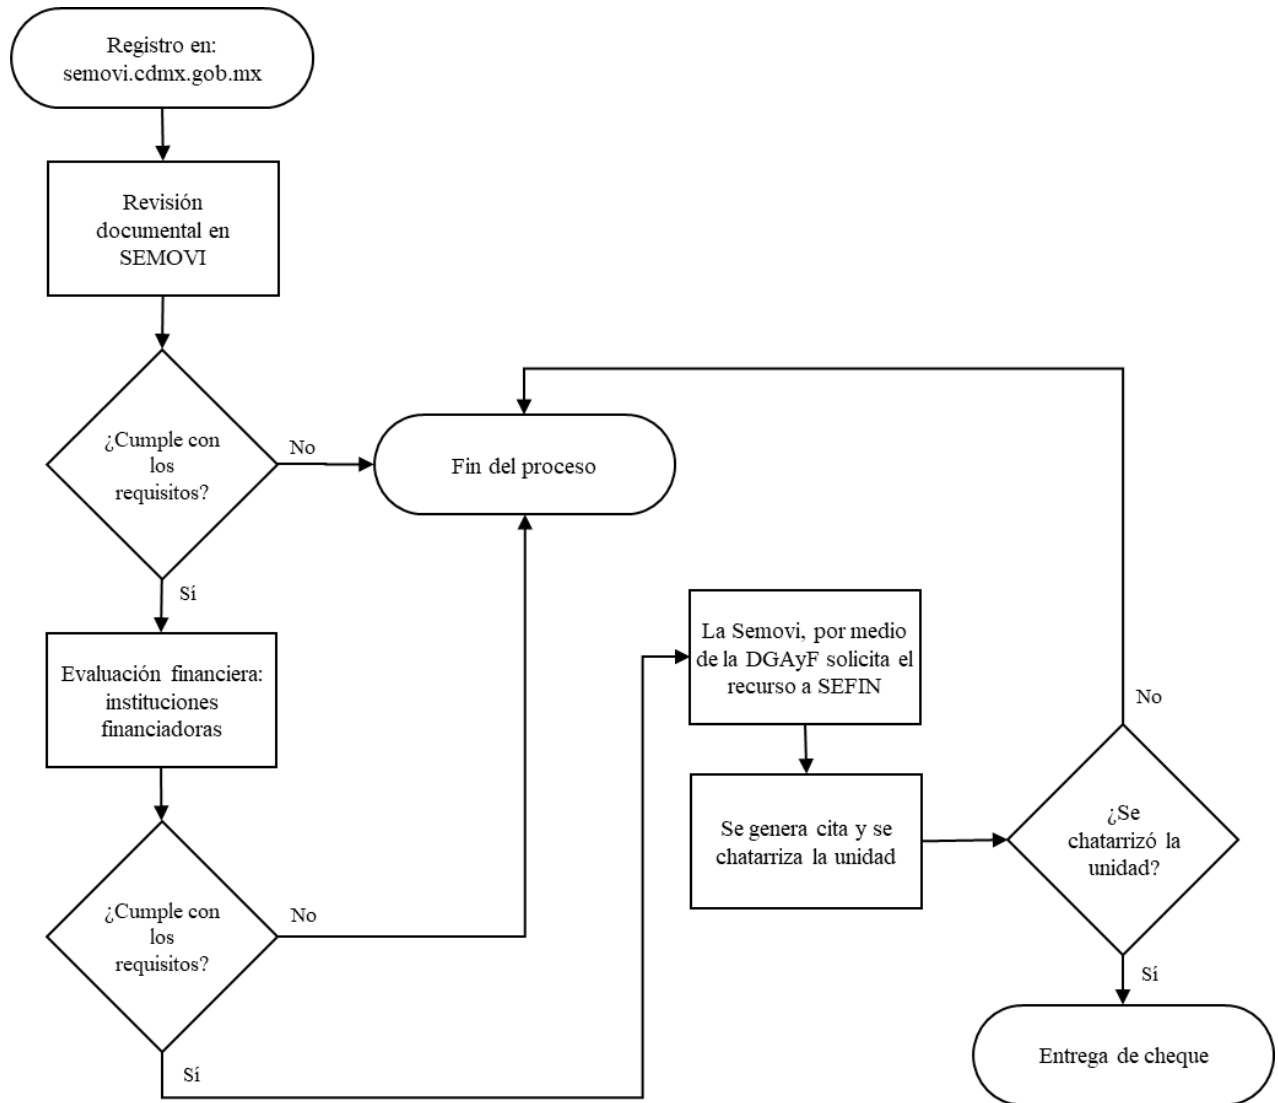 Registro en:
semovi.cdmx.gob.mx
Revisión
documental en
SEMOVI
¿Cumple con
los
requisitos?
No
Fin del proceso
Sí
Evaluación financiera:
instituciones
financiadoras
¿Cumple con
los
requisitos?
No
Sí
La Semovi, por medio
de la DGAyF solicita el
recurso a SEFIN
Se genera cita y se
chatarriza la unidad
¿Se
chatarrizó la
unidad?
No
Sí
Entrega de cheque